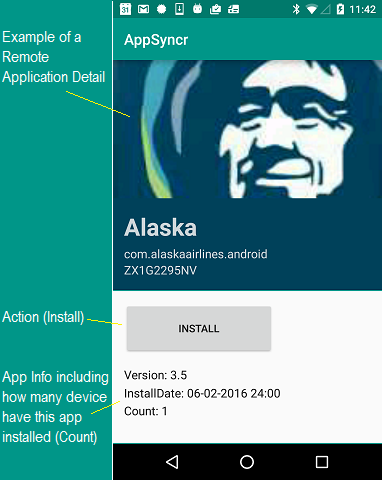 31
11:42
Example of a
Remote
Application Detail
AppSyncr
Alaska
com.alaskaairlines.android
ZX1G2295NV
Action (Install)
INSTALL
App Info including
how many device
have this app
installed (Count)
Version: 3.5
InstallDate: 06-02-2016 24:00
Count: 1